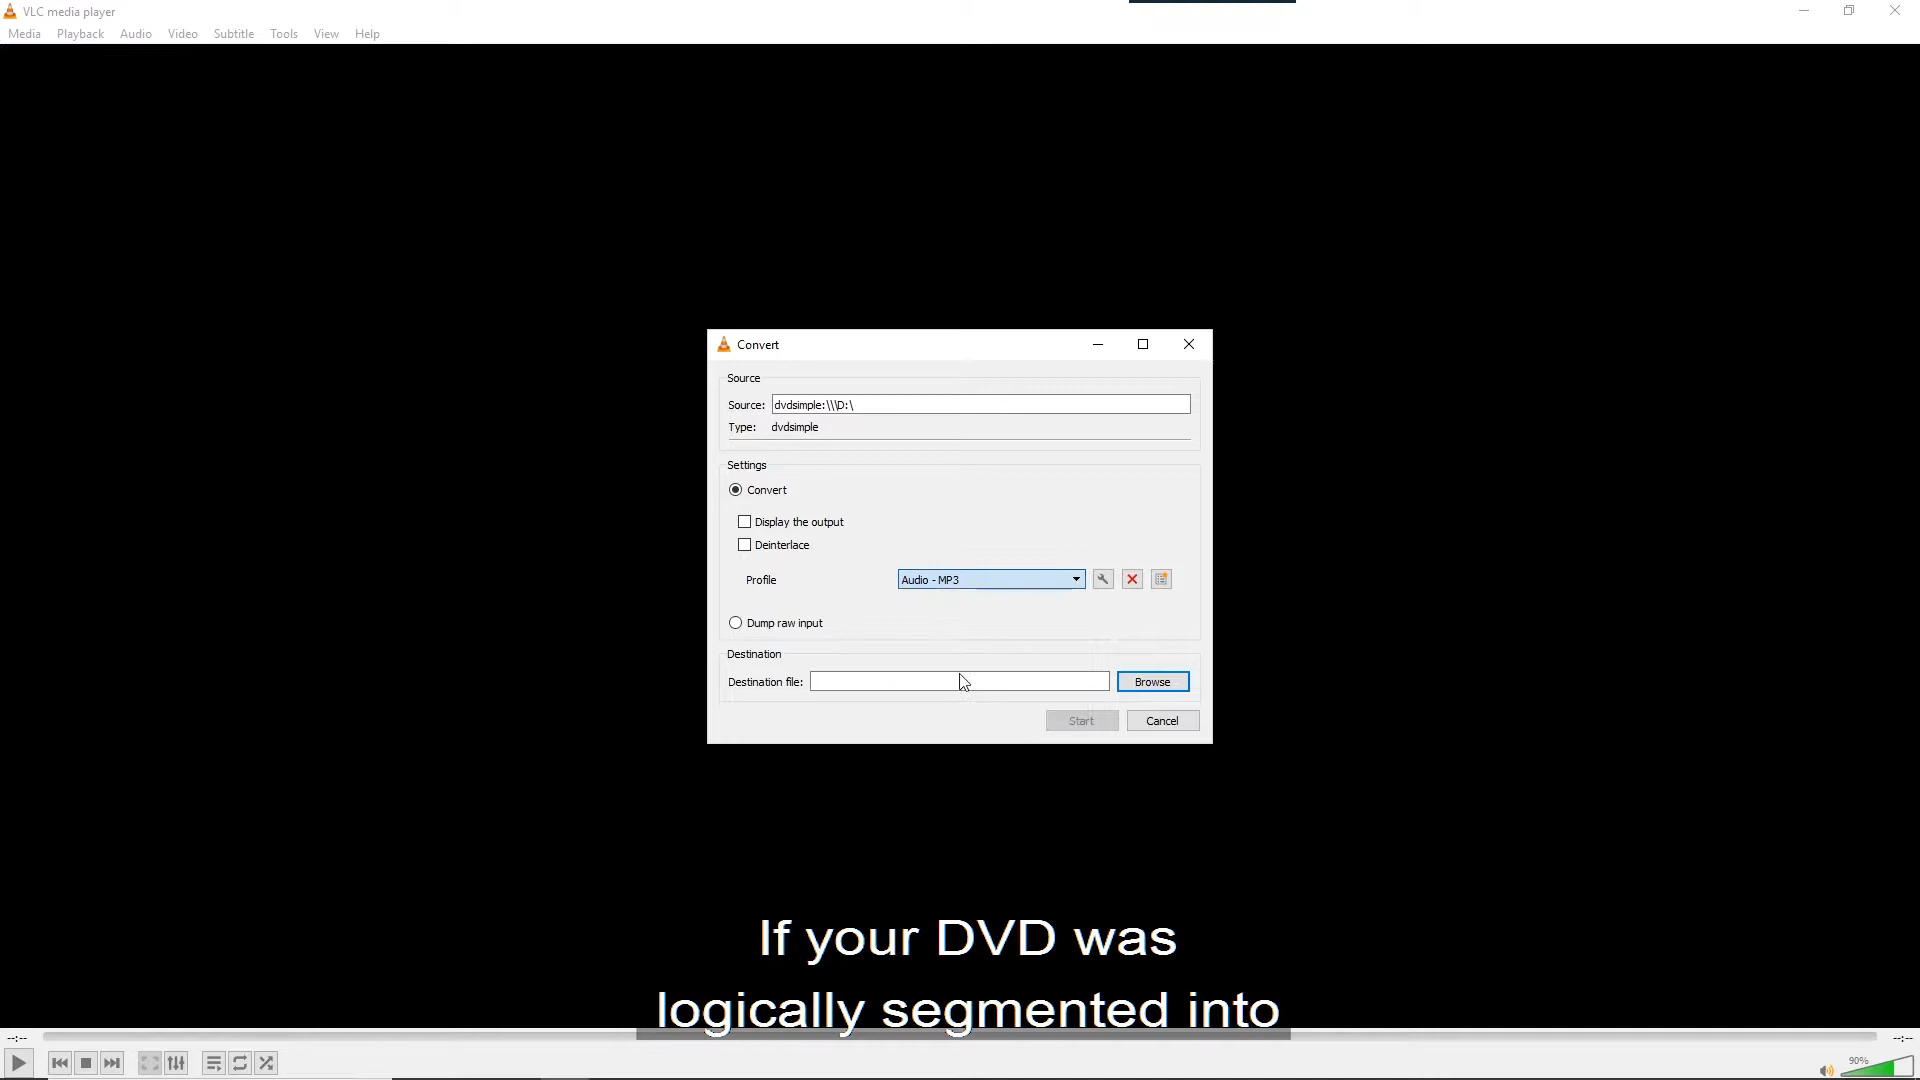 VLC media player
Media Playback Audio Video Subtitle Tools View Help
Convert
Source
Source: dvdsimple:\\\D:\
Type: dvdsimple
Settings
Convert
Display the output
Deinterlace
Profile Audio - MP3
Dump raw input
Destination
Destination file: Browse
Start Cancel
If your DVD was
logically segmented into
--:-- --:--
90%